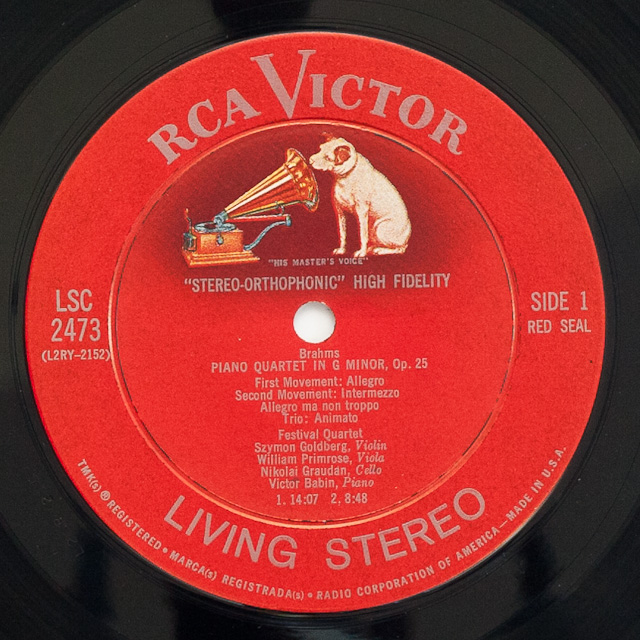 RCA VICTOR
"HIS MASTER'S VOICE"
"STEREO-ORTHOPHONIC" HIGH FIDELITY
LSC
2473
(L2RY-2152)
SIDE 1
RED SEAL
Brahms
PIANO QUARTET IN G MINOR, Op. 25
First Movement: Allegro
Second Movement: Intermezzo
Allegro ma non troppo
Trio: Animato
Festival Quartet
Szymon Goldberg, Violin
William Primrose, Viola
Nikolai Graudan, Cello
Victor Babin, Piano
1. 14:07 2. 8:48
LIVING STEREO
TMK(s) ® REGISTERED • MARCA(s) REGISTRADA(s) • RADIO CORPORATION OF AMERICA—MADE IN U.S.A.